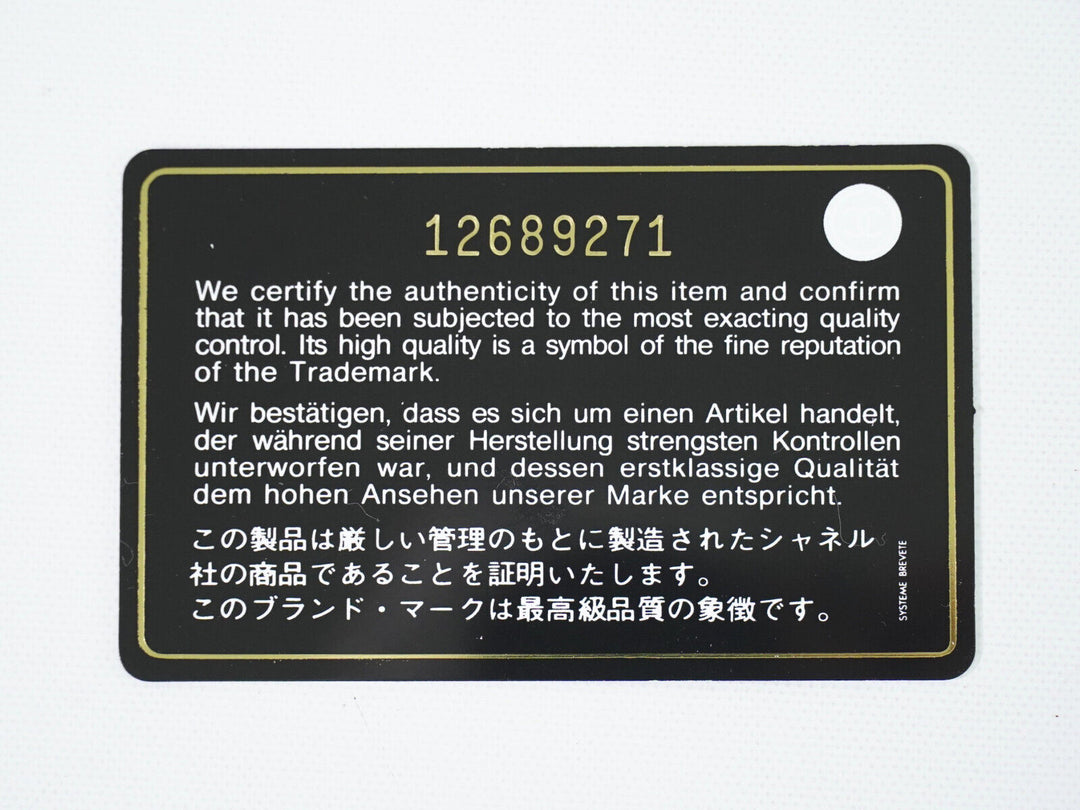 12689271
We certify the authenticity of this item and confirm
that it has been subjected to the most exacting quality
control. Its high quality is a symbol of the fine reputation
of the Trademark.
Wir bestätigen, dass es sich um einen Artikel handelt,
der während seiner Herstellung strengsten Kontrollen
unterworfen war, und dessen erstklassige Qualität
dem hohen Ansehen unserer Marke entspricht.
この製品は厳しい管理のもとに製造されたシャネル
社の商品であることを証明いたします。
このブランド・マークは最高級品質の象徴です。
SYSTEME BREVETE